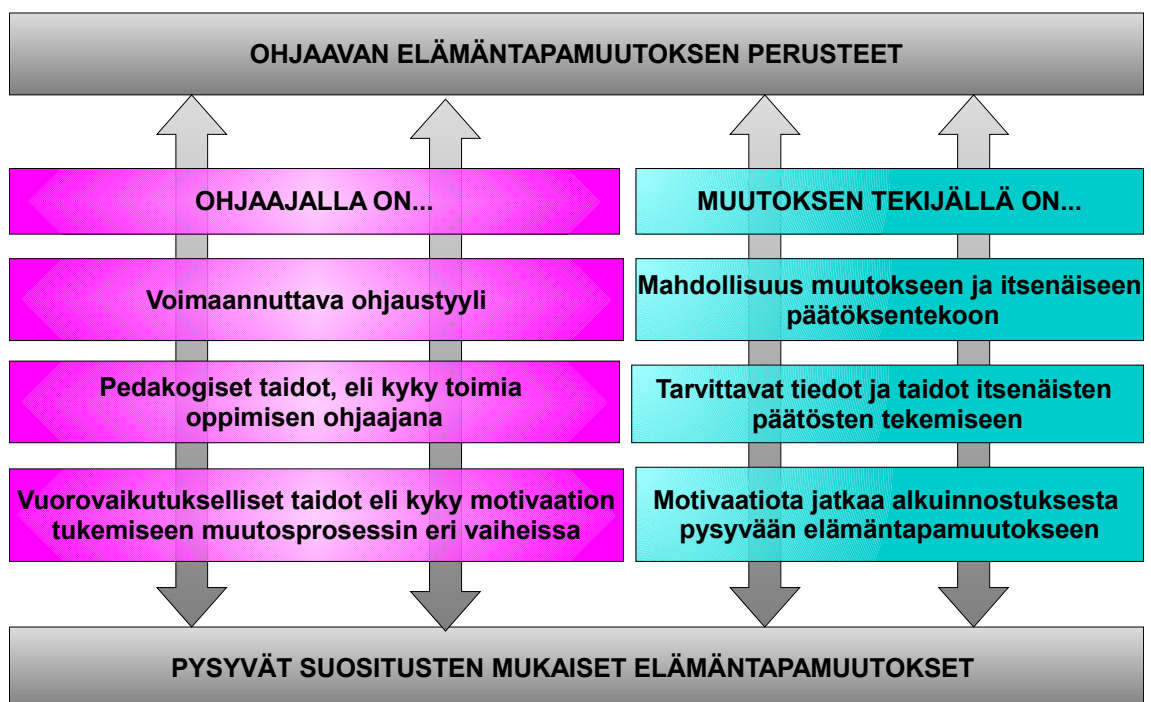 OHJAAVAN ELÄMÄNTAPAMUUTOKSEN PERUSTEET
OHJAAJALLA ON...
Voimaannuttava ohjaustyyli
Pedakogiset taidot, eli kyky toimia
oppimisen ohjaajana
Vuorovaikutukselliset taidot eli kyky motivaation
tukemiseen muutosprosessin eri vaiheissa
MUUTOKSEN TEKIJÄLLÄ ON...
Mahdollisuus muutokseen ja itsenäiseen
päätöksentekoon
Tarvittavat tiedot ja taidot itsenäisten
päätösten tekemiseen
Motivaatiota jatkaa alkuinnostuksesta
pysyvään elämäntapamuutokseen
PYSYVÄT SUOSITUSTEN MUKAISET ELÄMÄNTAPAMUUTOKSET